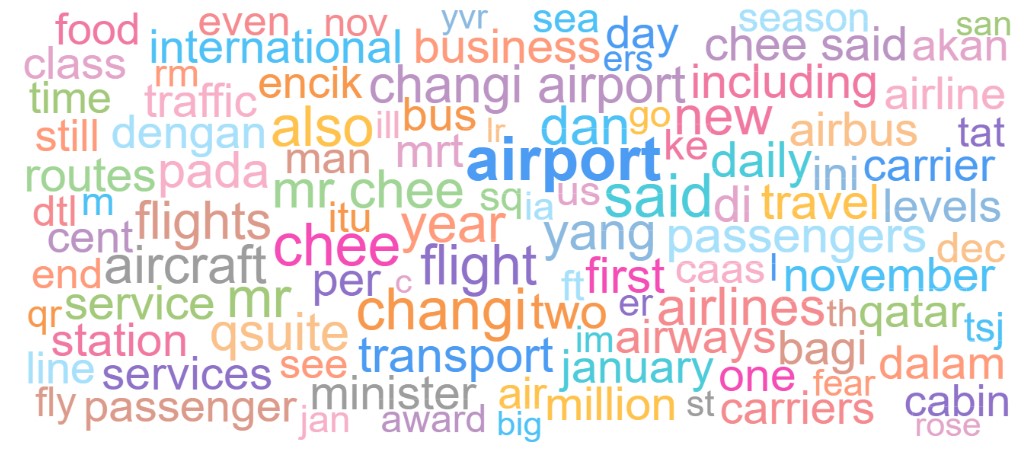 food even nov yvr sea day season san
class international business ers chee said akan
time rm encik changi airport including airline
still traffic also ill bus lr dan go new airbus tat
dengan man mrt airport ke daily ini carrier
routes pada mr chee sq ia us said di travel levels
dtl m flights itu year yang passengers dec
cent aircraft chee flight ft first caas l november
end per c
qr service mr changi two er airlines th qatar tsj
station qsuite transport im airways bagi dalam
line services see january one fear
fly passenger minister air million st carriers cabin
jan award big rose